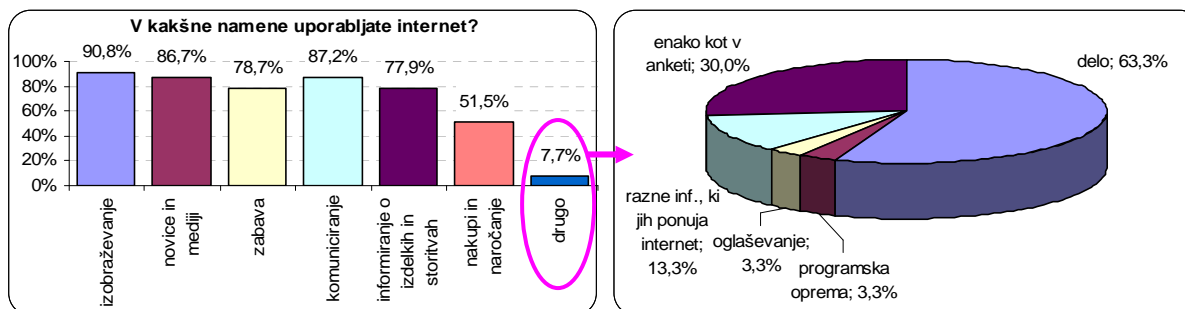 V kakšne namene uporabljate internet?
100%
80%
60%
40%
20%
0%
90,8%
86,7%
78,7%
87,2%
77,9%
51,5%
7,7%
izobraževanje
novice in
mediji
zabava
komuniciranje
informiranje o
izdelkih in
storitvah
nakupi in
naročanje
drugo
enako kot v
anketi; 30,0%
delo; 63,3%
razne inf., ki
jih ponuja
internet;
13,3%
oglaševanje;
3,3%
programska
oprema; 3,3%